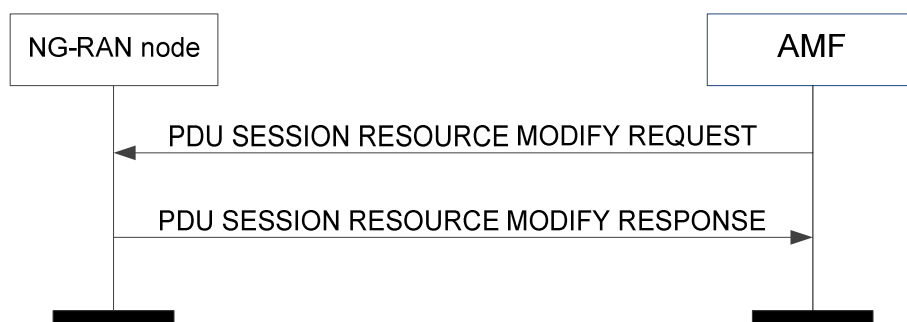 NG-RAN node
AMF
PDU SESSION RESOURCE MODIFY REQUEST
PDU SESSION RESOURCE MODIFY RESPONSE